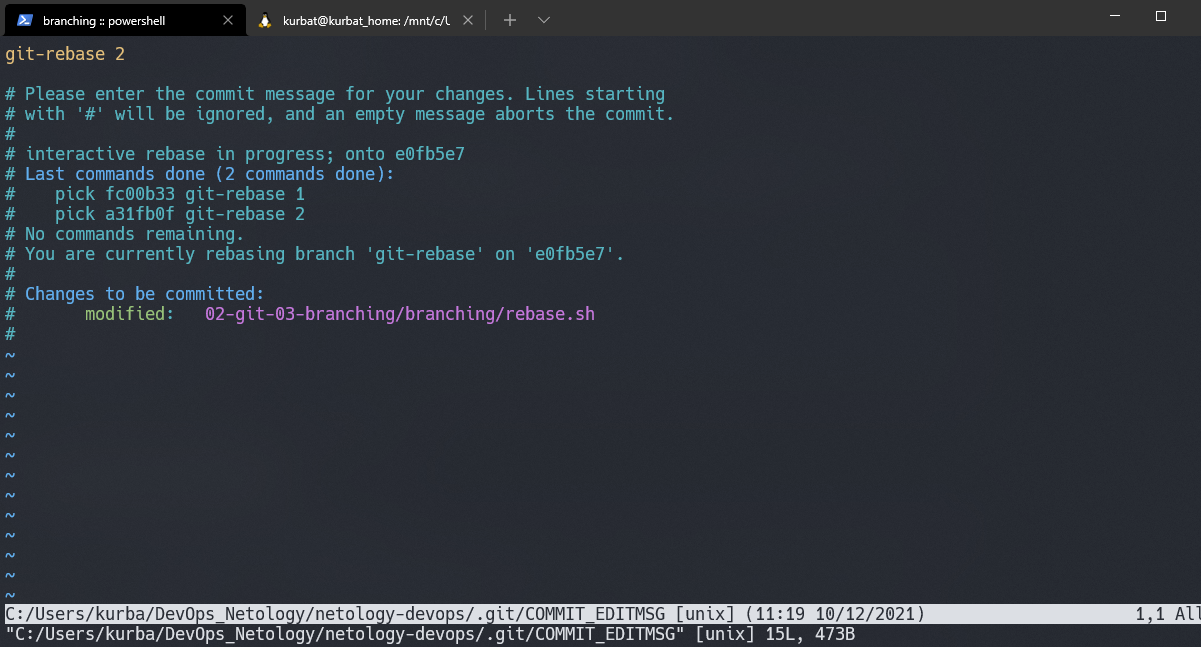 branching :: powershell
kurbat@kurbat_home: /mnt/c/U
git-rebase 2
# Please enter the commit message for your changes. Lines starting
# with '#' will be ignored, and an empty message aborts the commit.
#
# interactive rebase in progress; onto e0fb5e7
# Last commands done (2 commands done):
#    pick fc00b33 git-rebase 1
#    pick a31fb0f git-rebase 2
# No commands remaining.
# You are currently rebasing branch 'git-rebase' on 'e0fb5e7'.
#
# Changes to be committed:
#       modified:   02-git-03-branching/branching/rebase.sh
#
~
~
~
~
~
~
~
~
~
~
~
~
~
C:/Users/kurba/DevOps_Netology/netology-devops/.git/COMMIT_EDITMSG [unix] (11:19 10/12/2021) 1,1 All
"C:/Users/kurba/DevOps_Netology/netology-devops/.git/COMMIT_EDITMSG" [unix] 15L, 473B